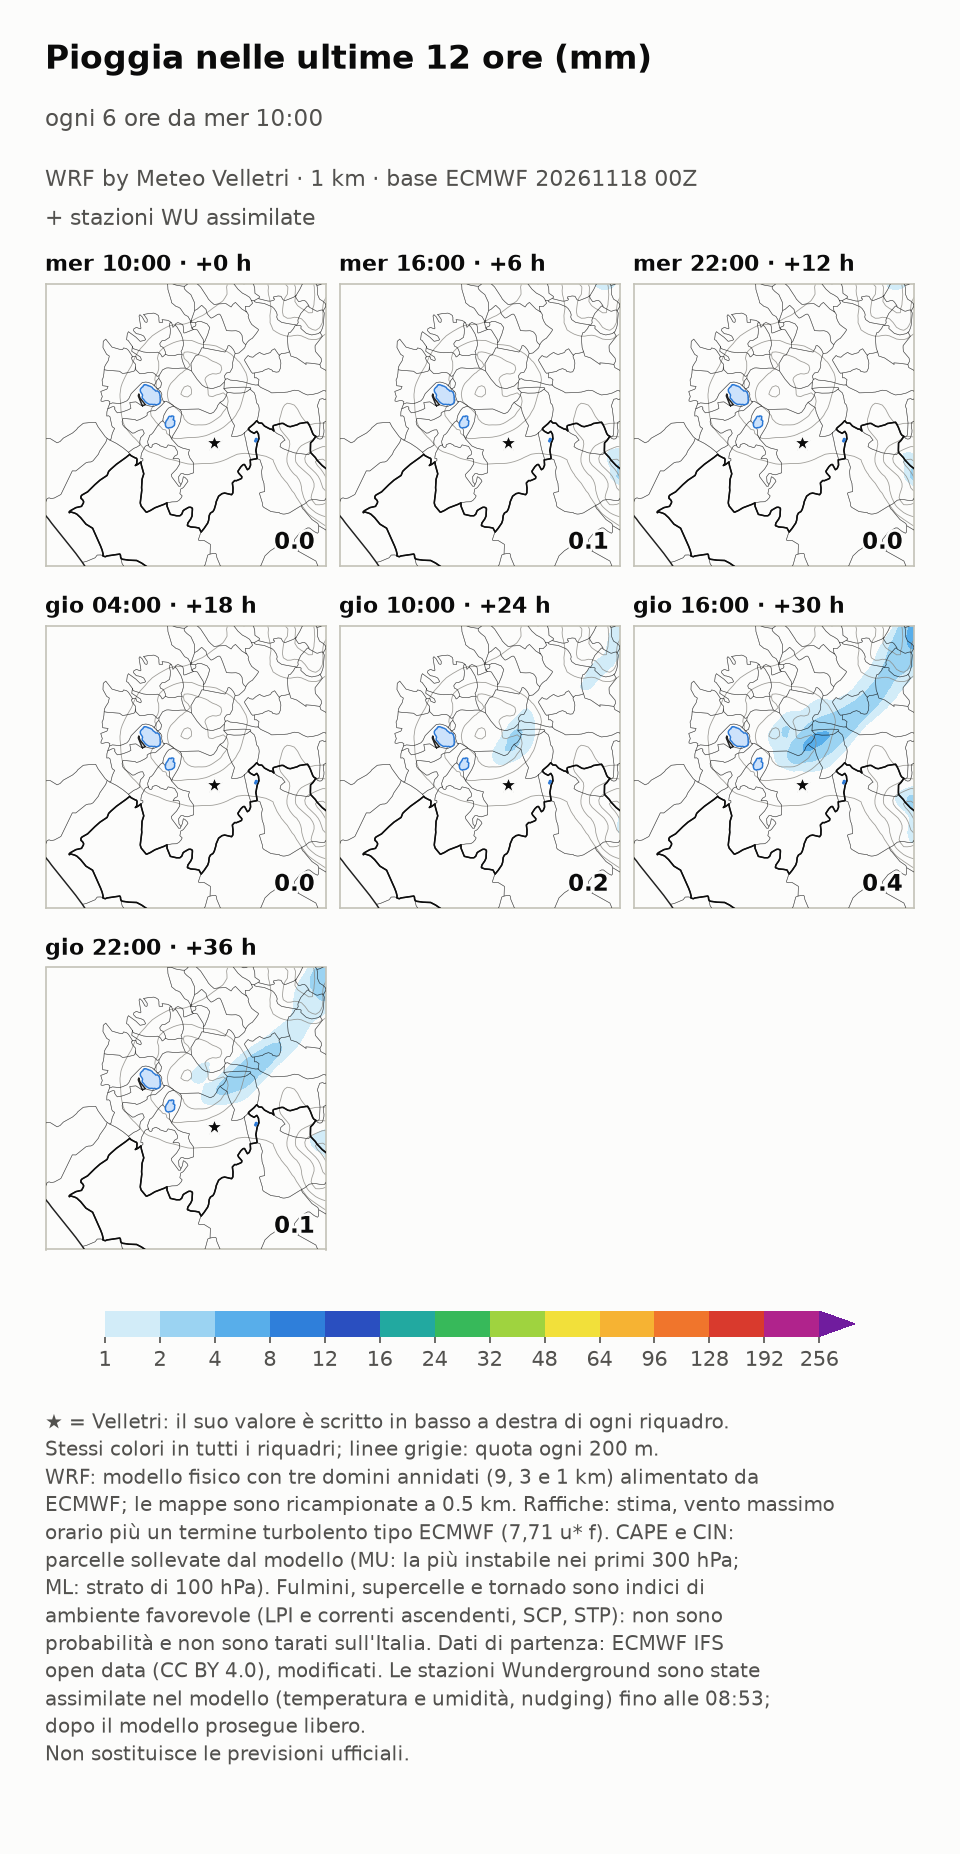 Pioggia nelle ultime 12 ore (mm)
ogni 6 ore da mer 10:00
WRF by Meteo Velletri · 1 km · base ECMWF 20261118 00Z
+ stazioni WU assimilate
mer 10:00 · +0 h
mer 16:00 · +6 h
mer 22:00 · +12 h
0.0
0.1
0.0
gio 04:00 · +18 h
gio 10:00 · +24 h
gio 16:00 · +30 h
0.0
0.2
0.4
gio 22:00 · +36 h
0.1
1 2 4 8 12 16 24 32 48 64 96 128 192 256
★ = Velletri: il suo valore è scritto in basso a destra di ogni riquadro.
Stessi colori in tutti i riquadri; linee grigie: quota ogni 200 m.
WRF: modello fisico con tre domini annidati (9, 3 e 1 km) alimentato da
ECMWF; le mappe sono ricampionate a 0.5 km. Raffiche: stima, vento massimo
orario più un termine turbolento tipo ECMWF (7,71 u* f). CAPE e CIN:
parcelle sollevate dal modello (MU: la più instabile nei primi 300 hPa;
ML: strato di 100 hPa). Fulmini, supercelle e tornado sono indici di
ambiente favorevole (LPI e correnti ascendenti, SCP, STP): non sono
probabilità e non sono tarati sull'Italia. Dati di partenza: ECMWF IFS
open data (CC BY 4.0), modificati. Le stazioni Wunderground sono state
assimilate nel modello (temperatura e umidità, nudging) fino alle 08:53;
dopo il modello prosegue libero.
Non sostituisce le previsioni ufficiali.